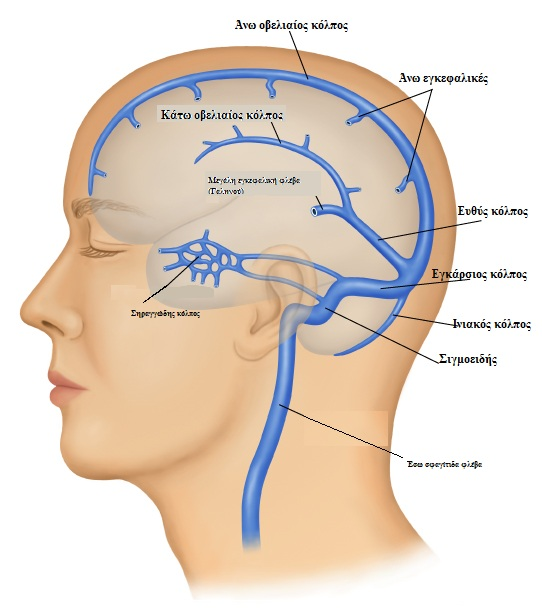 Άνω οβελιαίος κόλπος
Άνω εγκεφαλικές
Κάτω οβελιαίος κόλπος
Μεγάλη εγκεφαλική φλέβα
(Γαληνού)
Ευθύς κόλπος
Εγκάρσιος κόλπος
Σηραγγώδης κόλπος
Ινιακός κόλπος
Σιγμοειδής
Έσω σφαγίτιδα φλέβα